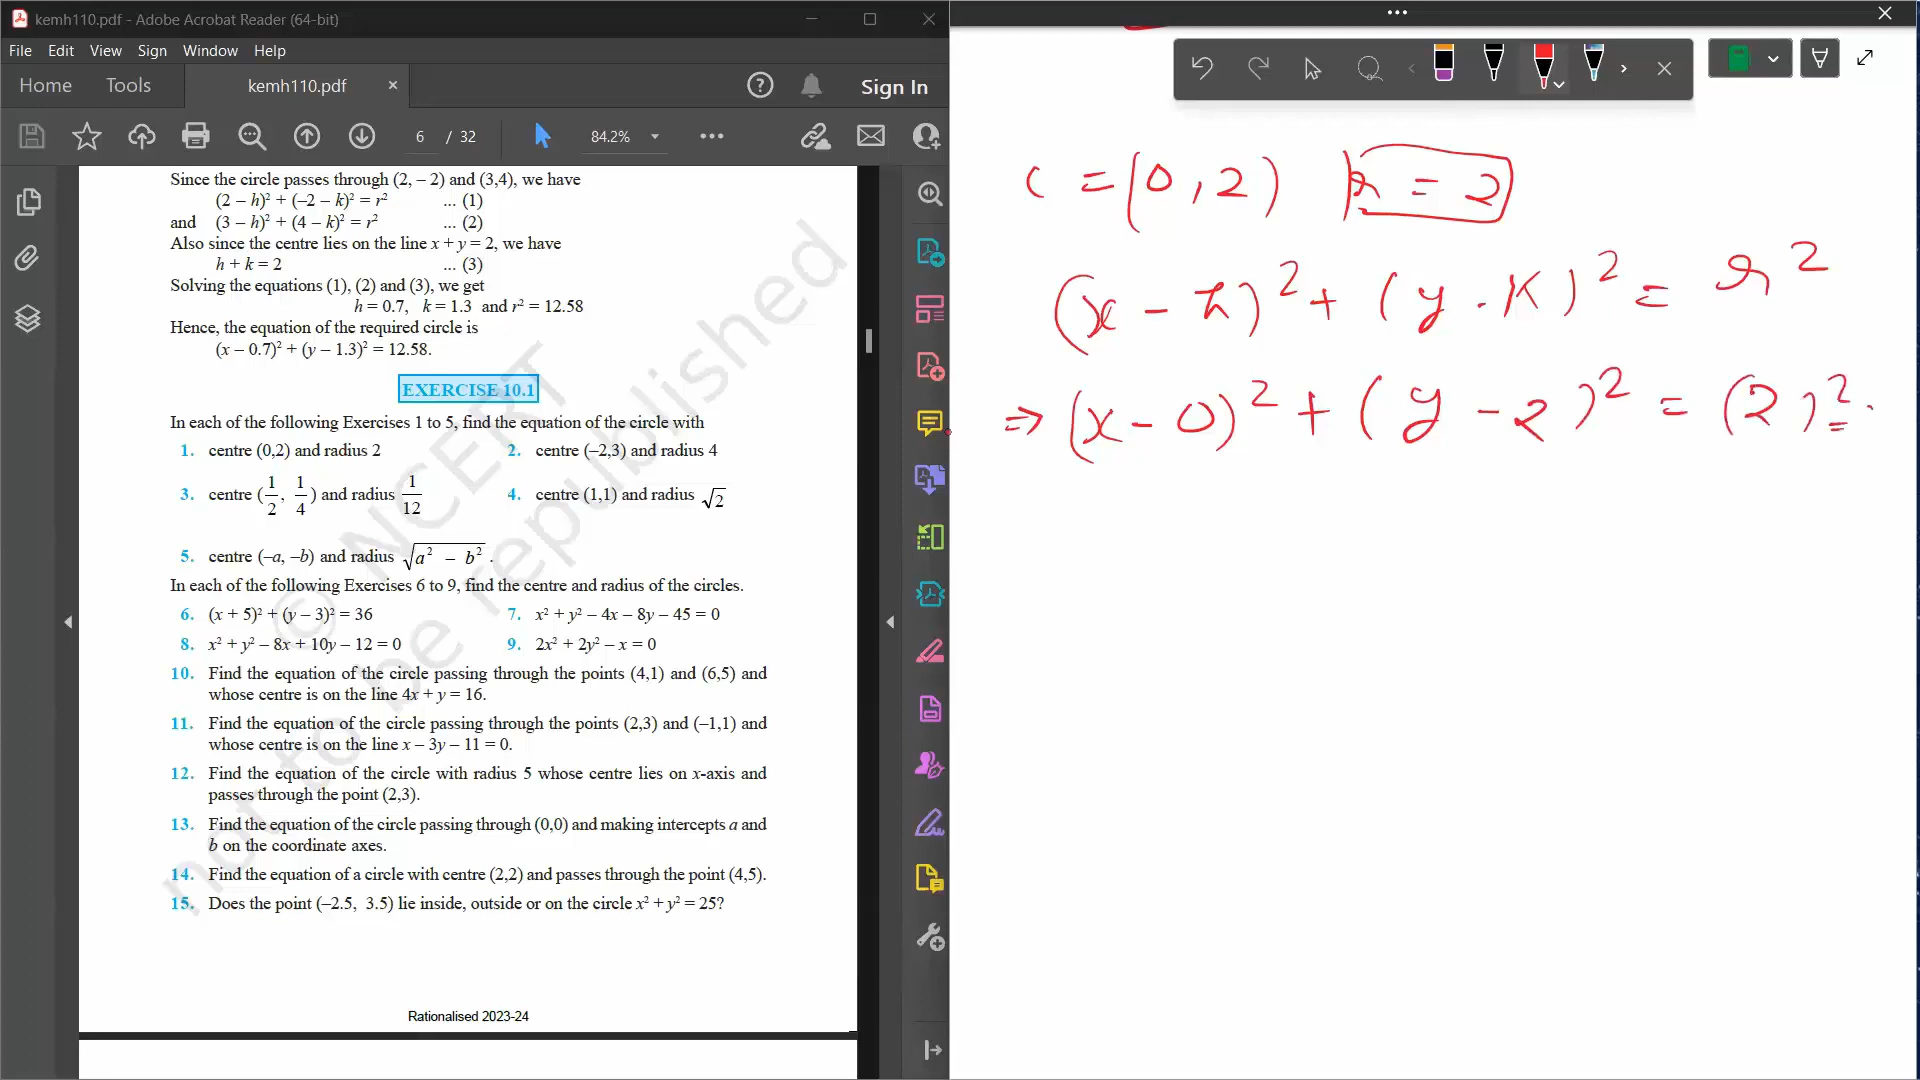 kemh110.pdf - Adobe Acrobat Reader (64-bit)
File Edit View Sign Window Help
Home Tools kemh110.pdf Sign In
6 / 32 84.2%
Since the circle passes through (2, – 2) and (3,4), we have
(2 – h)² + (–2 – k)² = r² ... (1)
and (3 – h)² + (4 – k)² = r² ... (2)
Also since the centre lies on the line x + y = 2, we have
h + k = 2 ... (3)
Solving the equations (1), (2) and (3), we get
h = 0.7, k = 1.3 and r² = 12.58
Hence, the equation of the required circle is
(x – 0.7)² + (y – 1.3)² = 12.58.
EXERCISE 10.1
In each of the following Exercises 1 to 5, find the equation of the circle with
1. centre (0,2) and radius 2 2. centre (–2,3) and radius 4
3. centre (1/2, 1/4) and radius 1/12 4. centre (1,1) and radius √2
5. centre (–a, –b) and radius √(a² – b²).
In each of the following Exercises 6 to 9, find the centre and radius of the circles.
6. (x + 5)² + (y – 3)² = 36 7. x² + y² – 4x – 8y – 45 = 0
8. x² + y² – 8x + 10y – 12 = 0 9. 2x² + 2y² – x = 0
10. Find the equation of the circle passing through the points (4,1) and (6,5) and
whose centre is on the line 4x + y = 16.
11. Find the equation of the circle passing through the points (2,3) and (–1,1) and
whose centre is on the line x – 3y – 11 = 0.
12. Find the equation of the circle with radius 5 whose centre lies on x-axis and
passes through the point (2,3).
13. Find the equation of the circle passing through (0,0) and making intercepts a and
b on the coordinate axes.
14. Find the equation of a circle with centre (2,2) and passes through the point (4,5).
15. Does the point (–2.5, 3.5) lie inside, outside or on the circle x² + y² = 25?
Rationalised 2023-24
© NCERT
not to be republished
C = (0, 2) r = 2
(x - h)² + (y - k)² = r²
⇒ (x - 0)² + (y - 2)² = (2)².